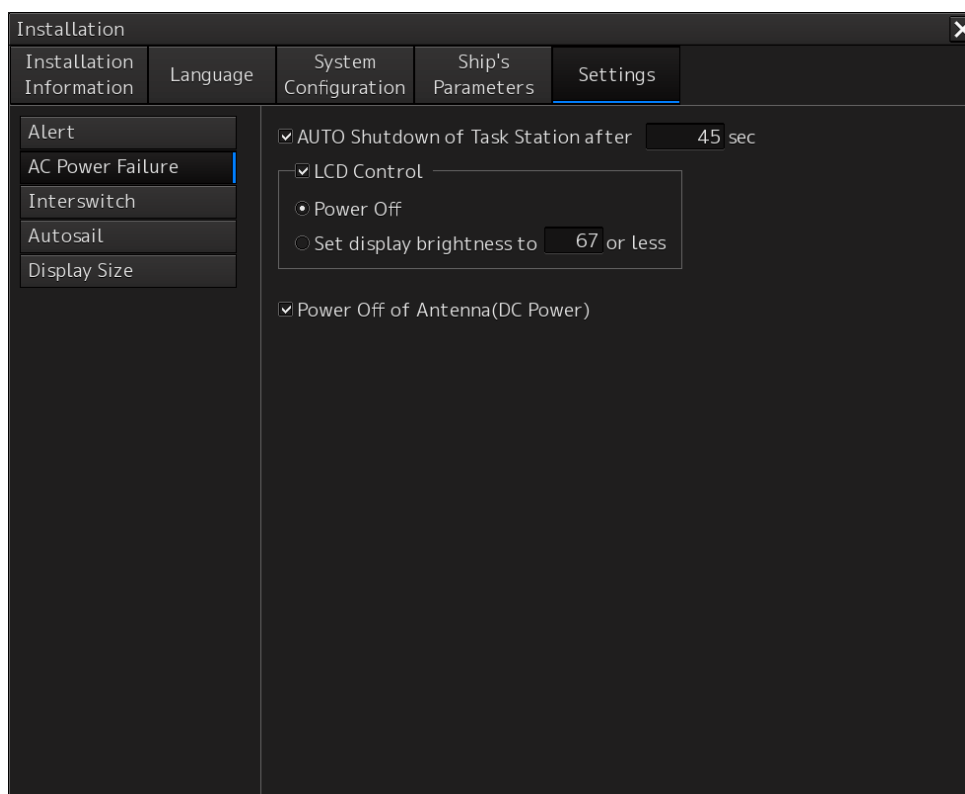 Installation
Installation
Information
Language
System
Configuration
Ship's
Parameters
Settings
Alert
AC Power Failure
Interswitch
Autosail
Display Size
AUTO Shutdown of Task Station after 45 sec
LCD Control
Power Off
Set display brightness to 67 or less
Power Off of Antenna(DC Power)